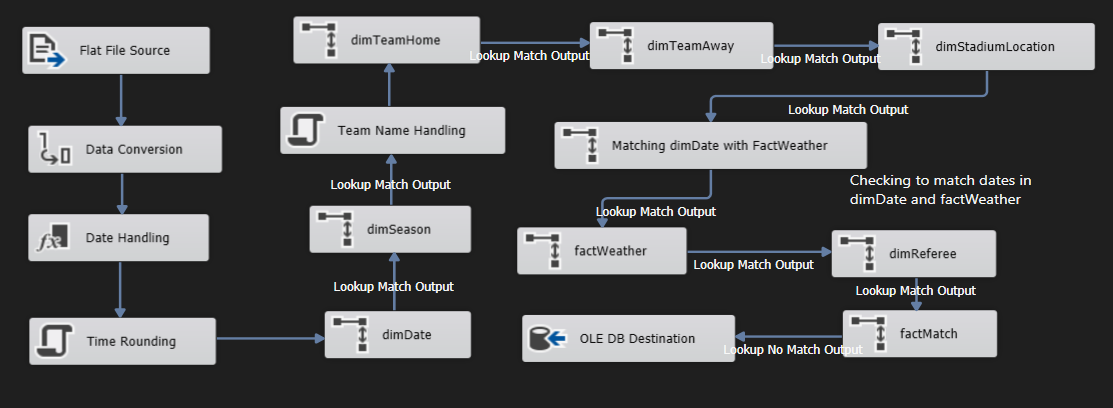 Flat File Source
Data Conversion
Date Handling
Time Rounding
dimDate
Lookup Match Output
dimSeason
Lookup Match Output
Team Name Handling
dimTeamHome
Lookup Match Output
dimTeamAway
Lookup Match Output
dimStadiumLocation
Lookup Match Output
Matching dimDate with FactWeather
Checking to match dates in
dimDate and factWeather
Lookup Match Output
factWeather
Lookup Match Output
dimReferee
Lookup Match Output
factMatch
Lookup No Match Output
OLE DB Destination
fx